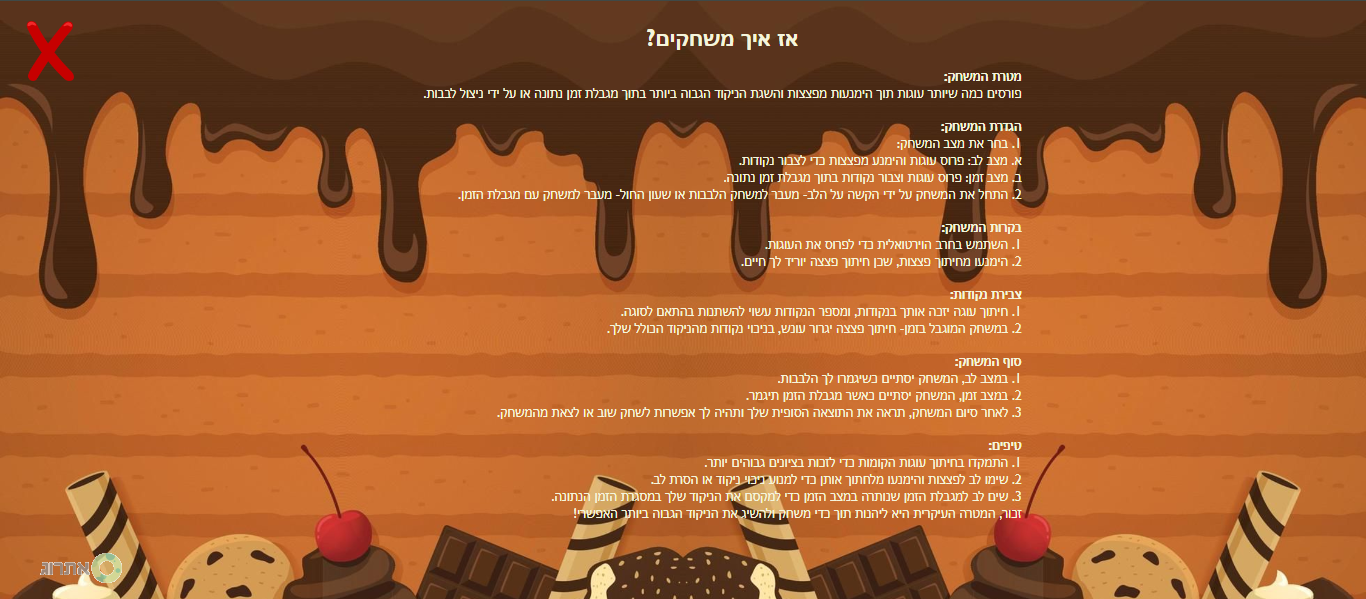 אז איך משחקים?
מטרת המשחק:
פורסים כמה שיותר עוגות תוך הימנעות מפצצות והשגת הניקוד הגבוה ביותר בתוך מגבלת זמן נתונה או על ידי ניצול לבבות.
הגדרת המשחק:
1. בחר את מצב המשחק:
א. מצב לב: פרוס עוגות והימנע מפצצות כדי לצבור נקודות.
ב. מצב זמן: פרוס עוגות וצבור נקודות בתוך מגבלת זמן נתונה.
2. התחל את המשחק על ידי הקשה על הלב- מעבר למשחק הלבבות או שעון החול- מעבר למשחק עם מגבלת הזמן.
בקרות המשחק:
1. השתמש בחרב הוירטואלית כדי לפרוס את העוגות.
2. הימנעו מחיתוך פצצות, שכן חיתוך פצצה יוריד לך חיים.
צבירת נקודות:
1. חיתוך עוגה יזכה אותך בנקודות, ומספר הנקודות עשוי להשתנות בהתאם לסוגה.
2. במשחק המוגבל בזמן- חיתוך פצצה יגרור עונש, בניכוי נקודות מהניקוד הכולל שלך.
סוף המשחק:
1. במצב לב, המשחק יסתיים כשיגמרו לך הלבבות.
2. במצב זמן, המשחק יסתיים כאשר מגבלת הזמן תיגמר.
3. לאחר סיום המשחק, תראה את התוצאה הסופית שלך ותהיה לך אפשרות לשחק שוב או לצאת מהמשחק.
טיפים:
1. התמקדו בחיתוך עוגות הקומות כדי לזכות בציונים גבוהים יותר.
2. שימו לב לפצצות והימנעו מלחתוך אותן כדי למנוע ניכוי ניקוד או הסרת לב.
3. שים לב למגבלת הזמן שנותרה במצב הזמן כדי למקסם את הניקוד שלך במסגרת הזמן הנתונה.
זכור, המטרה העיקרית היא ליהנות תוך כדי משחק ולהשיג את הניקוד הגבוה ביותר האפשרי!
אתרוג